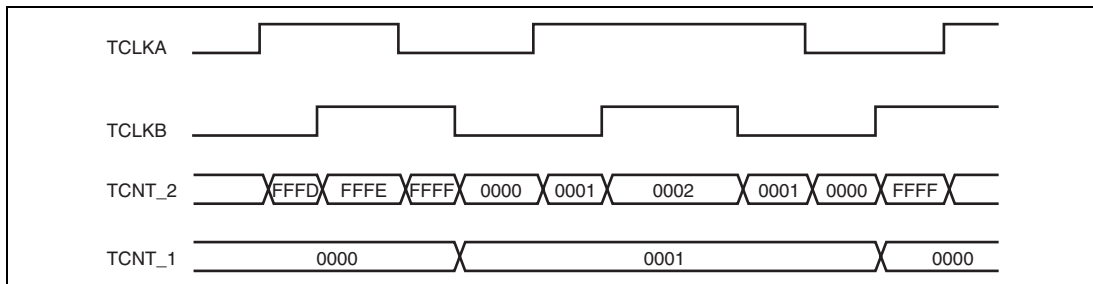 TCLKA
TCLKB
TCNT_2 FFFD FFFE FFFF 0000 0001 0002 0001 0000 FFFF
TCNT_1 0000 0001 0000